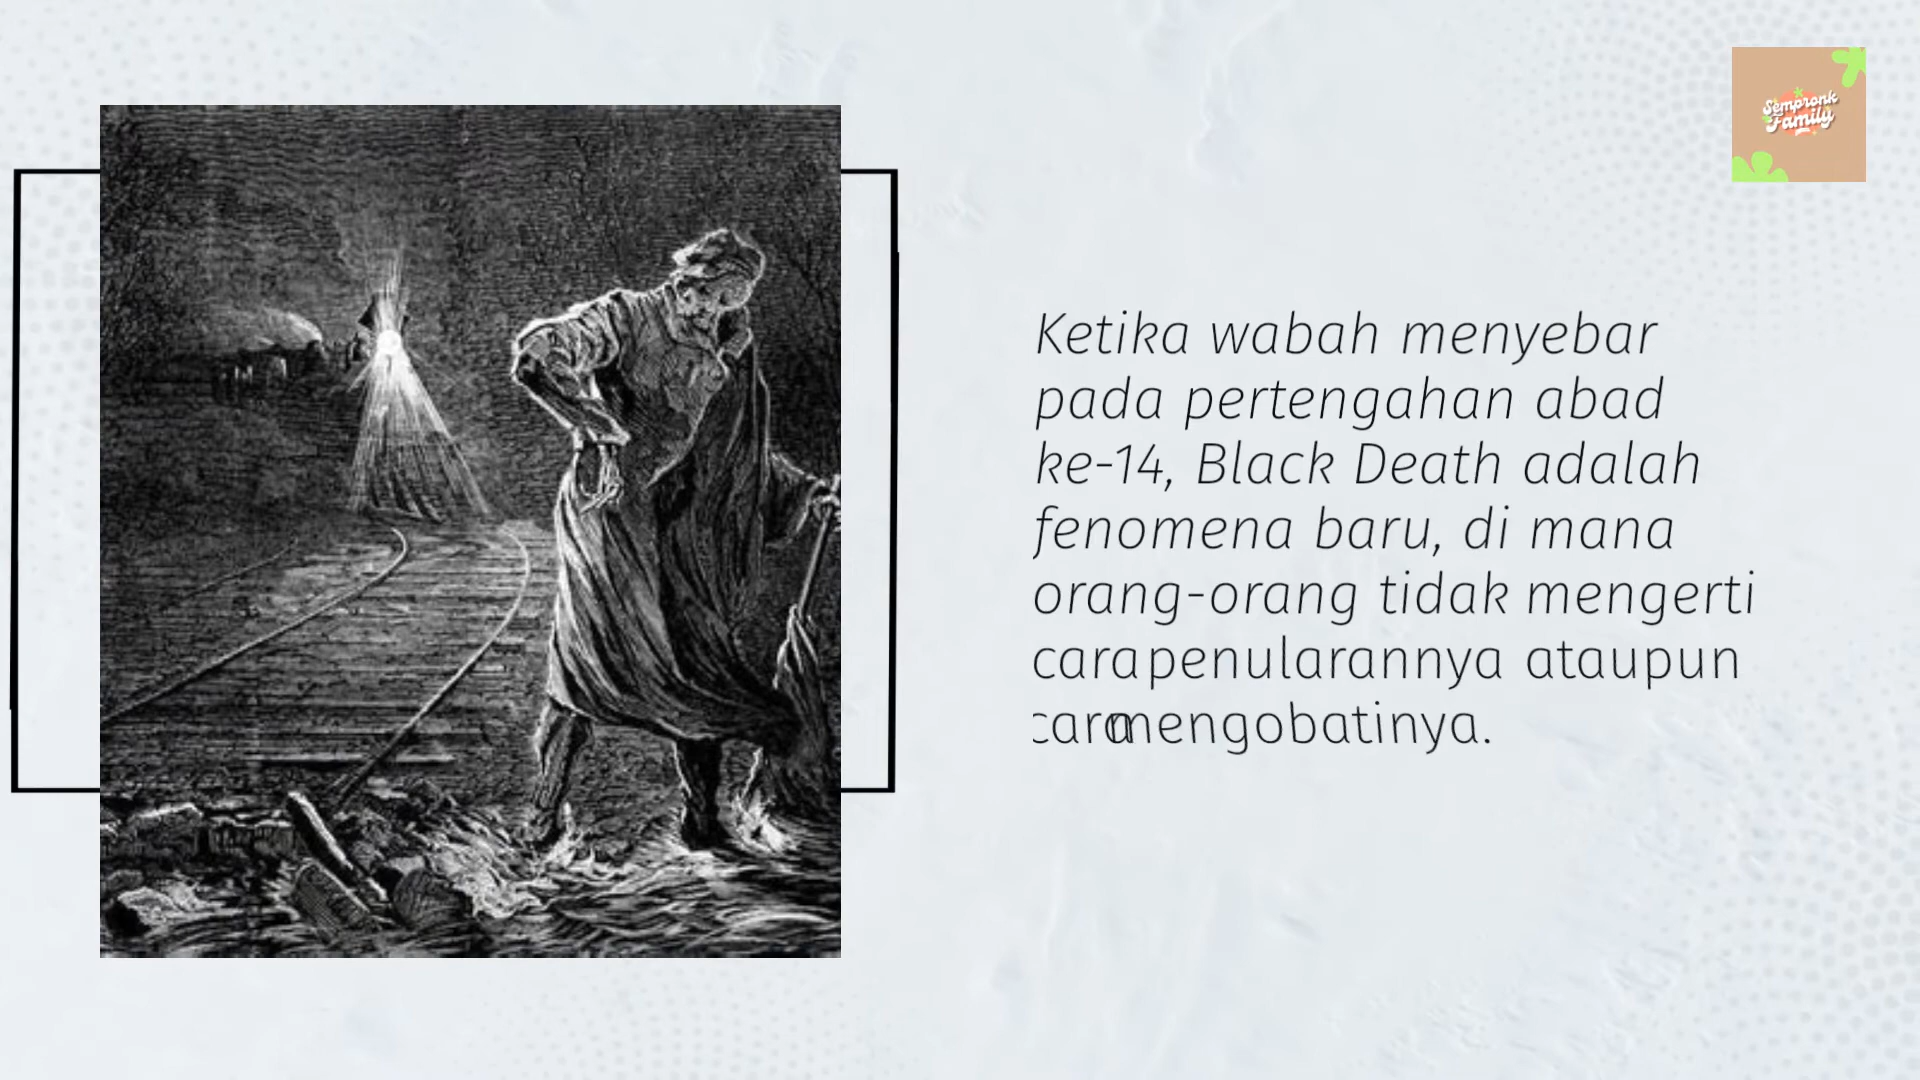 Sempronk
Family
Ketika wabah menyebar
pada pertengahan abad
ke-14, Black Death adalah
fenomena baru, di mana
orang-orang tidak mengerti
cara penularannya ataupun
cara mengobatinya.